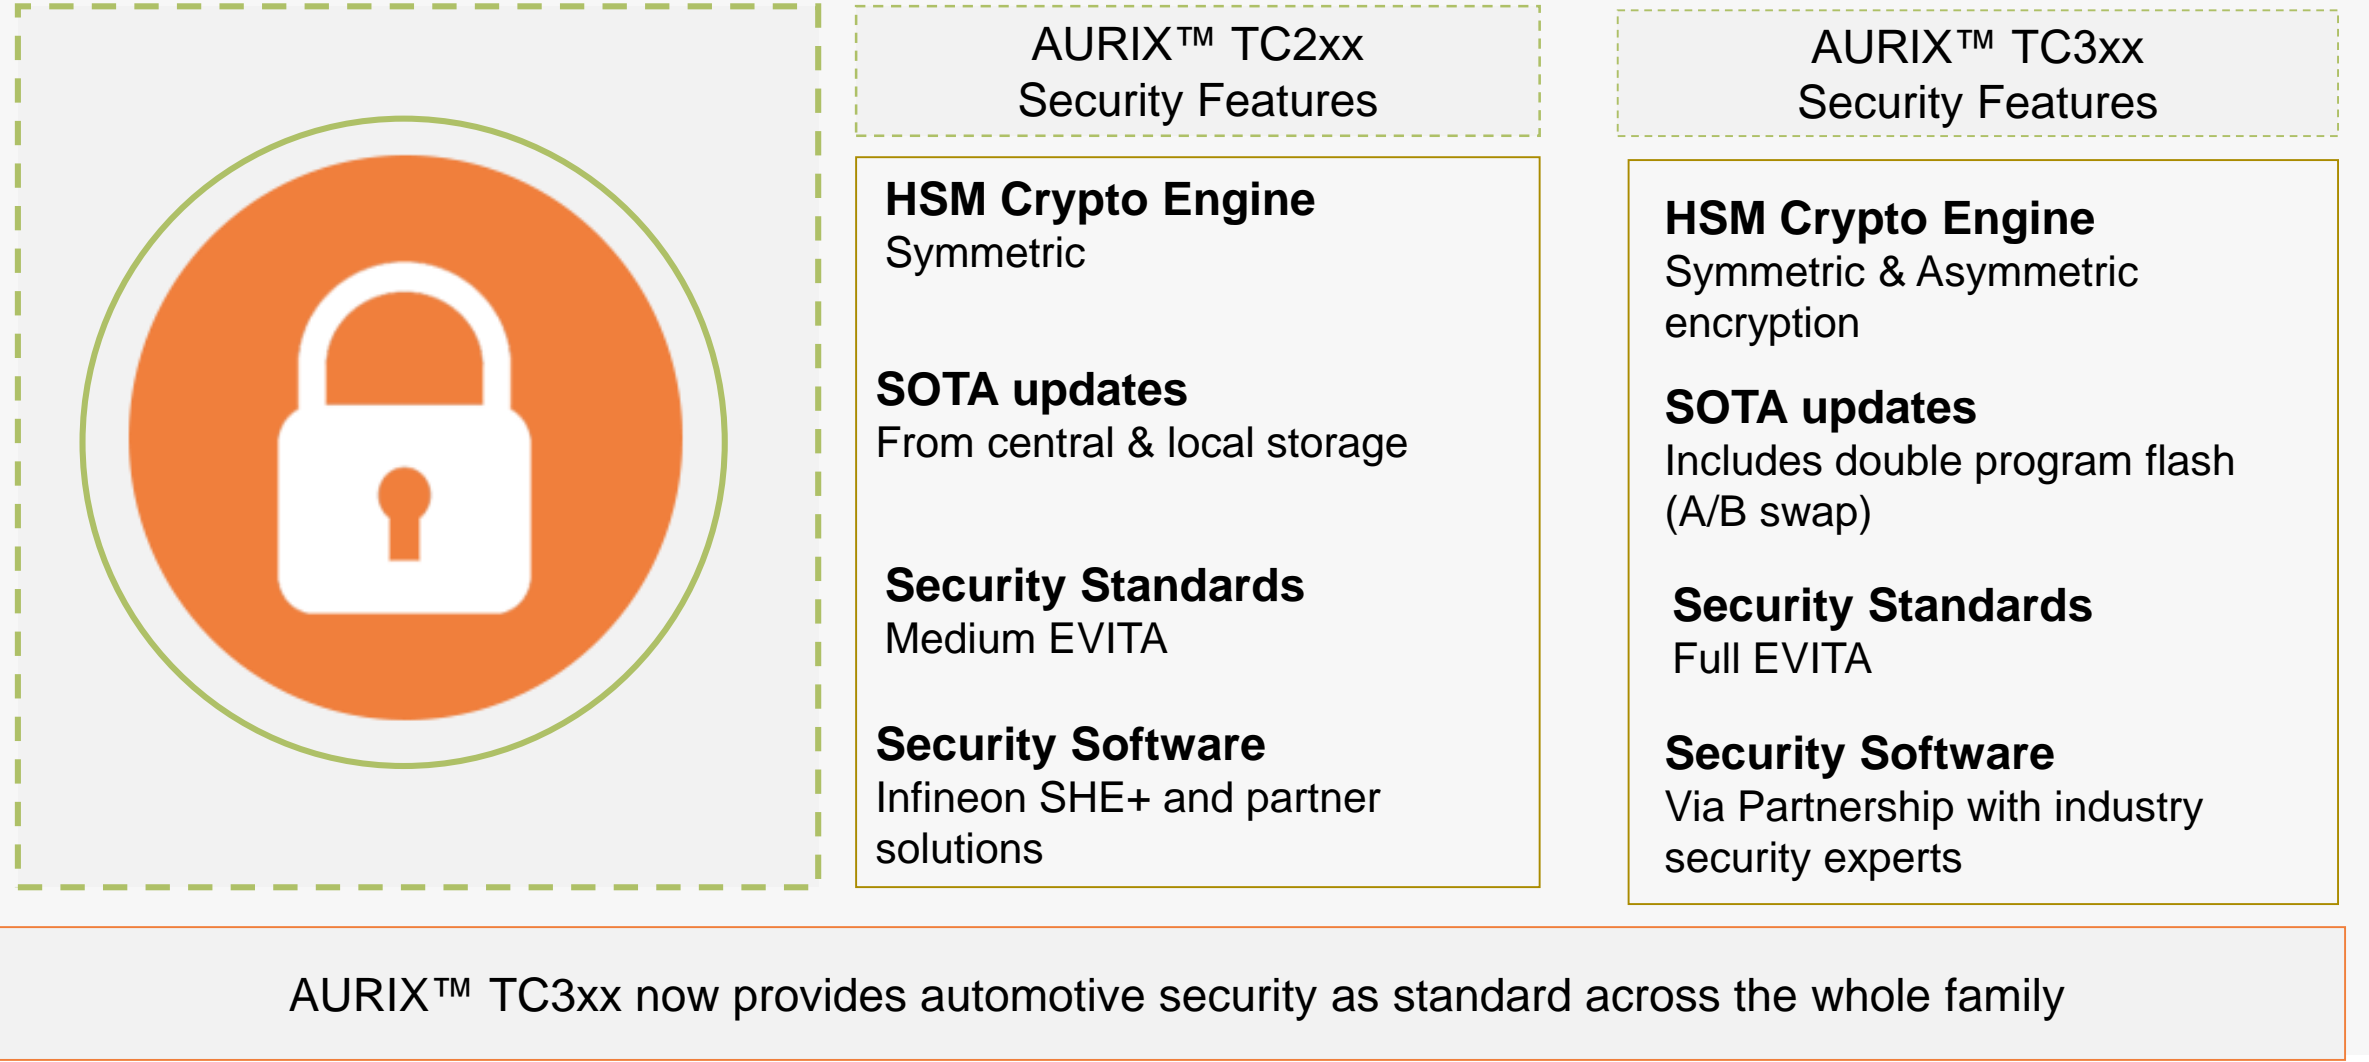 AURIX™ TC2xx
Security Features
HSM Crypto Engine
Symmetric
SOTA updates
From central & local storage
Security Standards
Medium EVITA
Security Software
Infineon SHE+ and partner
solutions
AURIX™ TC3xx
Security Features
HSM Crypto Engine
Symmetric & Asymmetric
encryption
SOTA updates
Includes double program flash
(A/B swap)
Security Standards
Full EVITA
Security Software
Via Partnership with industry
security experts
AURIX™ TC3xx now provides automotive security as standard across the whole family